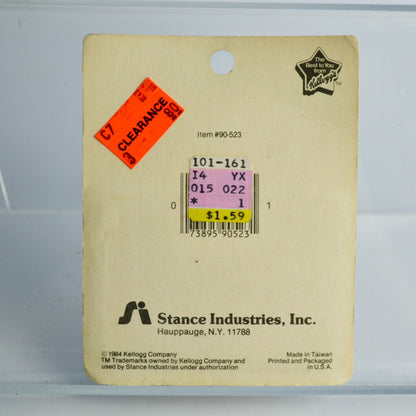 The
Best to You
from
Kellogg's
TM
C7
CLEARANCE
Item #90-523
101-161
I4 YX
015 022
* 1
$1.59
0 1
73895 90523
Stance Industries, Inc.
Hauppauge, N.Y. 11788
© 1984 Kellogg Company
TM Trademarks owned by Kellogg Company and
used by Stance Industries under authorization
Made in Taiwan
Printed and Packaged
in U.S.A.